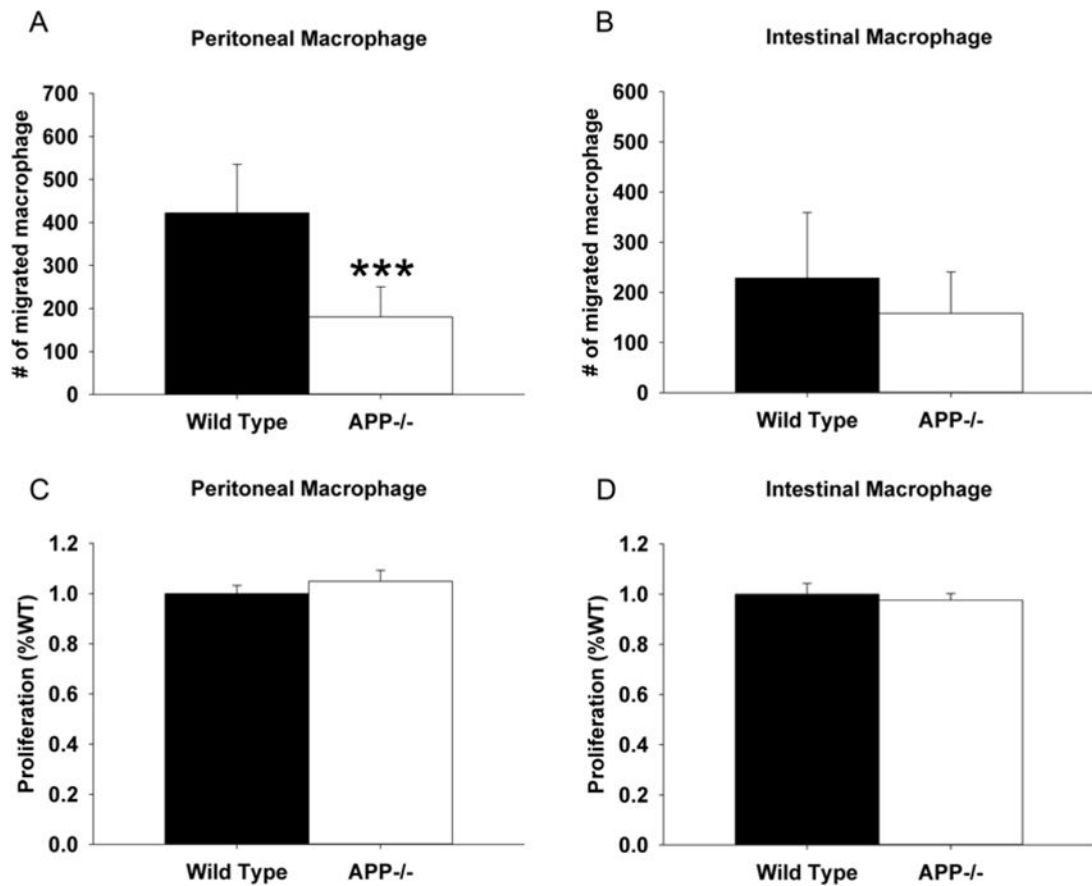 A
Peritoneal Macrophage
# of migrated macrophage
700
600
500
400
300
200
100
0
***
Wild Type
APP-/-
B
Intestinal Macrophage
# of migrated macrophage
600
500
400
300
200
100
0
Wild Type
APP-/-
C
Peritoneal Macrophage
Proliferation (%WT)
1.2
1.0
0.8
0.6
0.4
0.2
0.0
Wild Type
APP-/-
D
Intestinal Macrophage
Proliferation (%WT)
1.2
1.0
0.8
0.6
0.4
0.2
0.0
Wild Type
APP-/-